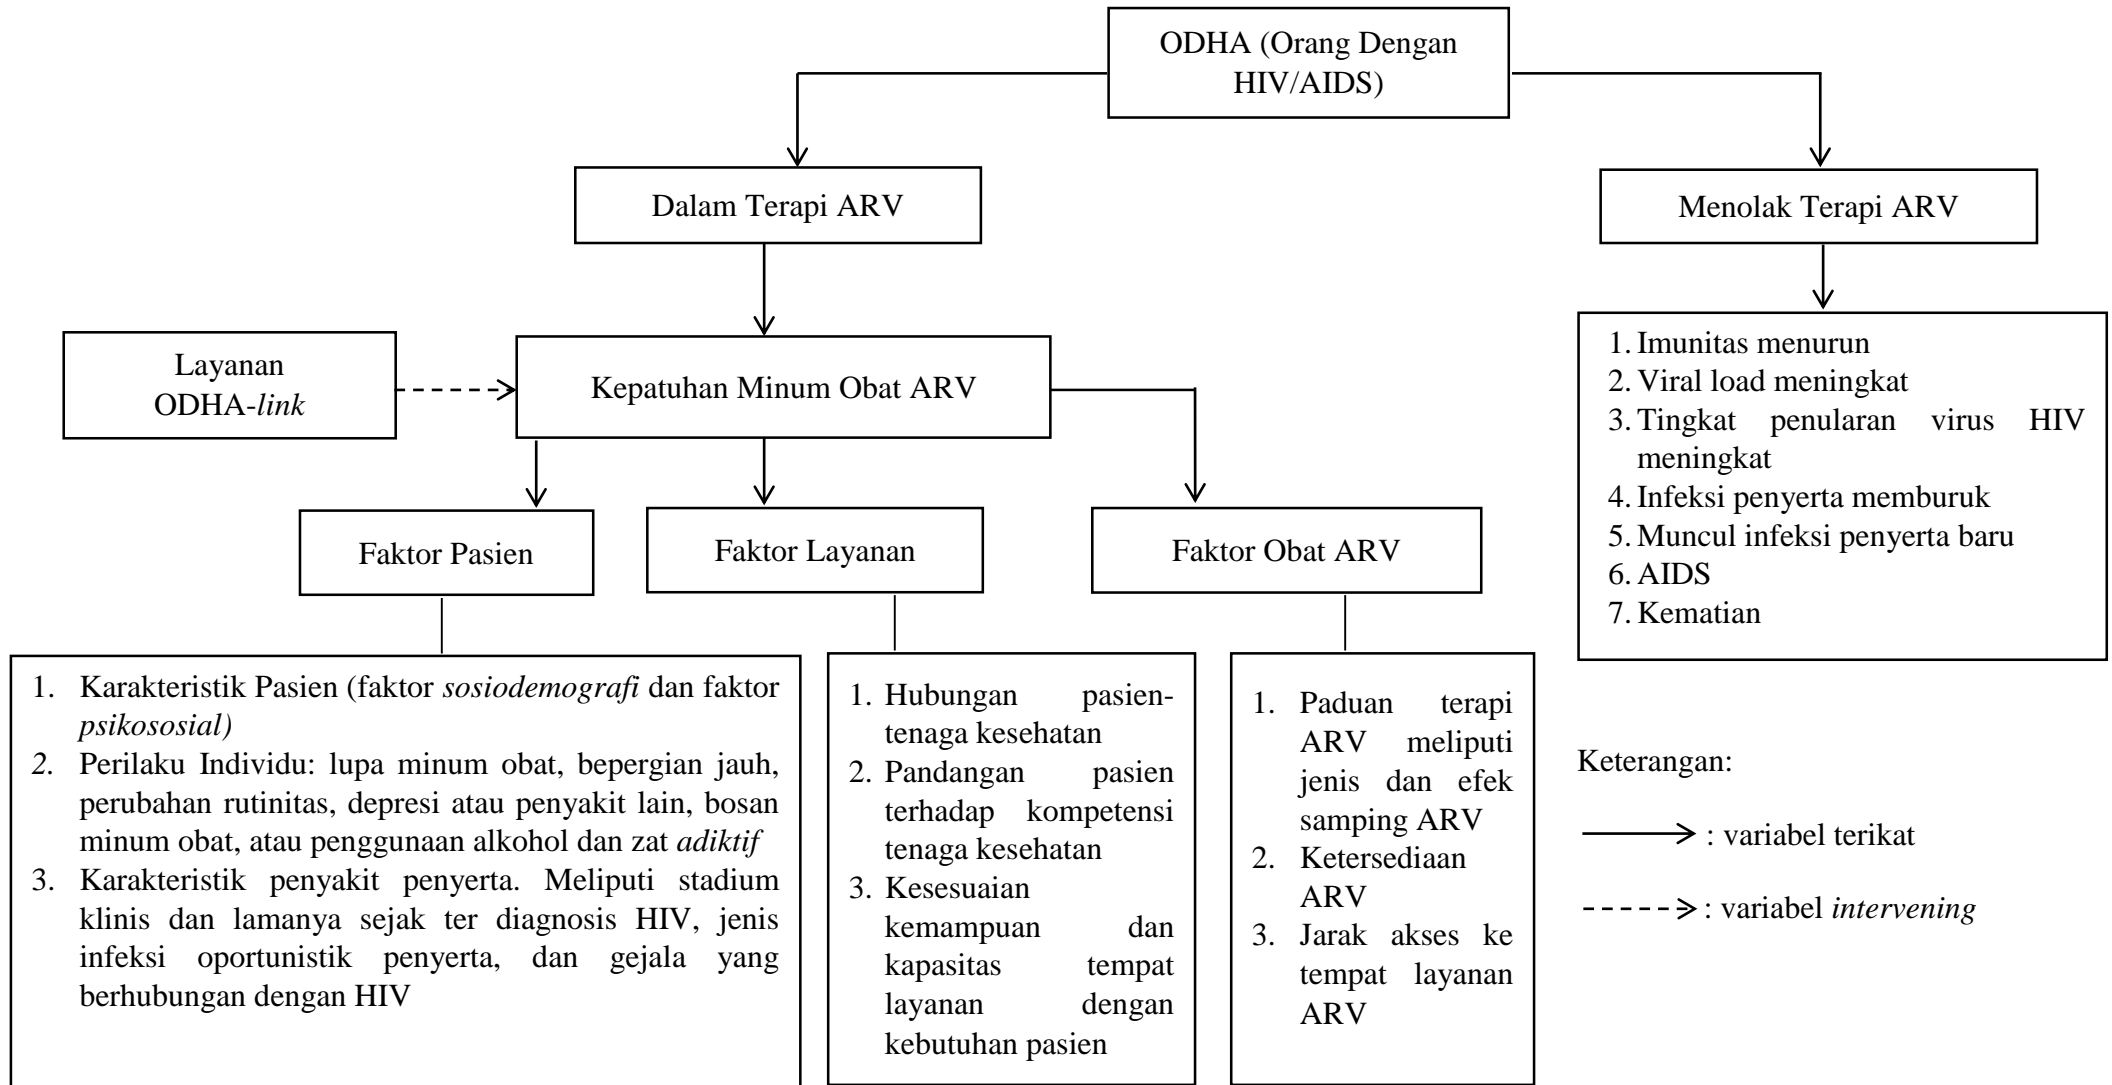 ODHA (Orang Dengan
HIV/AIDS)
Dalam Terapi ARV
Menolak Terapi ARV
Layanan
ODHA-link
Kepatuhan Minum Obat ARV
1. Imunitas menurun
2. Viral load meningkat
3. Tingkat penularan virus HIV
meningkat
4. Infeksi penyerta memburuk
5. Muncul infeksi penyerta baru
6. AIDS
7. Kematian
Faktor Pasien
Faktor Layanan
Faktor Obat ARV
1. Karakteristik Pasien (faktor sosiodemografi dan faktor
psikososial)
2. Perilaku Individu: lupa minum obat, bepergian jauh,
perubahan rutinitas, depresi atau penyakit lain, bosan
minum obat, atau penggunaan alkohol dan zat adiktif
3. Karakteristik penyakit penyerta. Meliputi stadium
klinis dan lamanya sejak ter diagnosis HIV, jenis
infeksi oportunistik penyerta, dan gejala yang
berhubungan dengan HIV
1. Hubungan pasien-
tenaga kesehatan
2. Pandangan pasien
terhadap kompetensi
tenaga kesehatan
3. Kesesuaian
kemampuan dan
kapasitas tempat
layanan dengan
kebutuhan pasien
1. Paduan terapi
ARV meliputi
jenis dan efek
samping ARV
2. Ketersediaan
ARV
3. Jarak akses ke
tempat layanan
ARV
Keterangan:
: variabel terikat
: variabel intervening